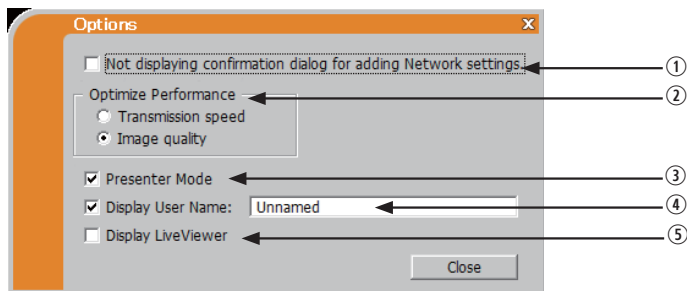 Options x
Not displaying confirmation dialog for adding Network settings. ①
Optimize Performance ②
Transmission speed
Image quality
Presenter Mode ③
Display User Name: Unnamed ④
Display LiveViewer ⑤
Close